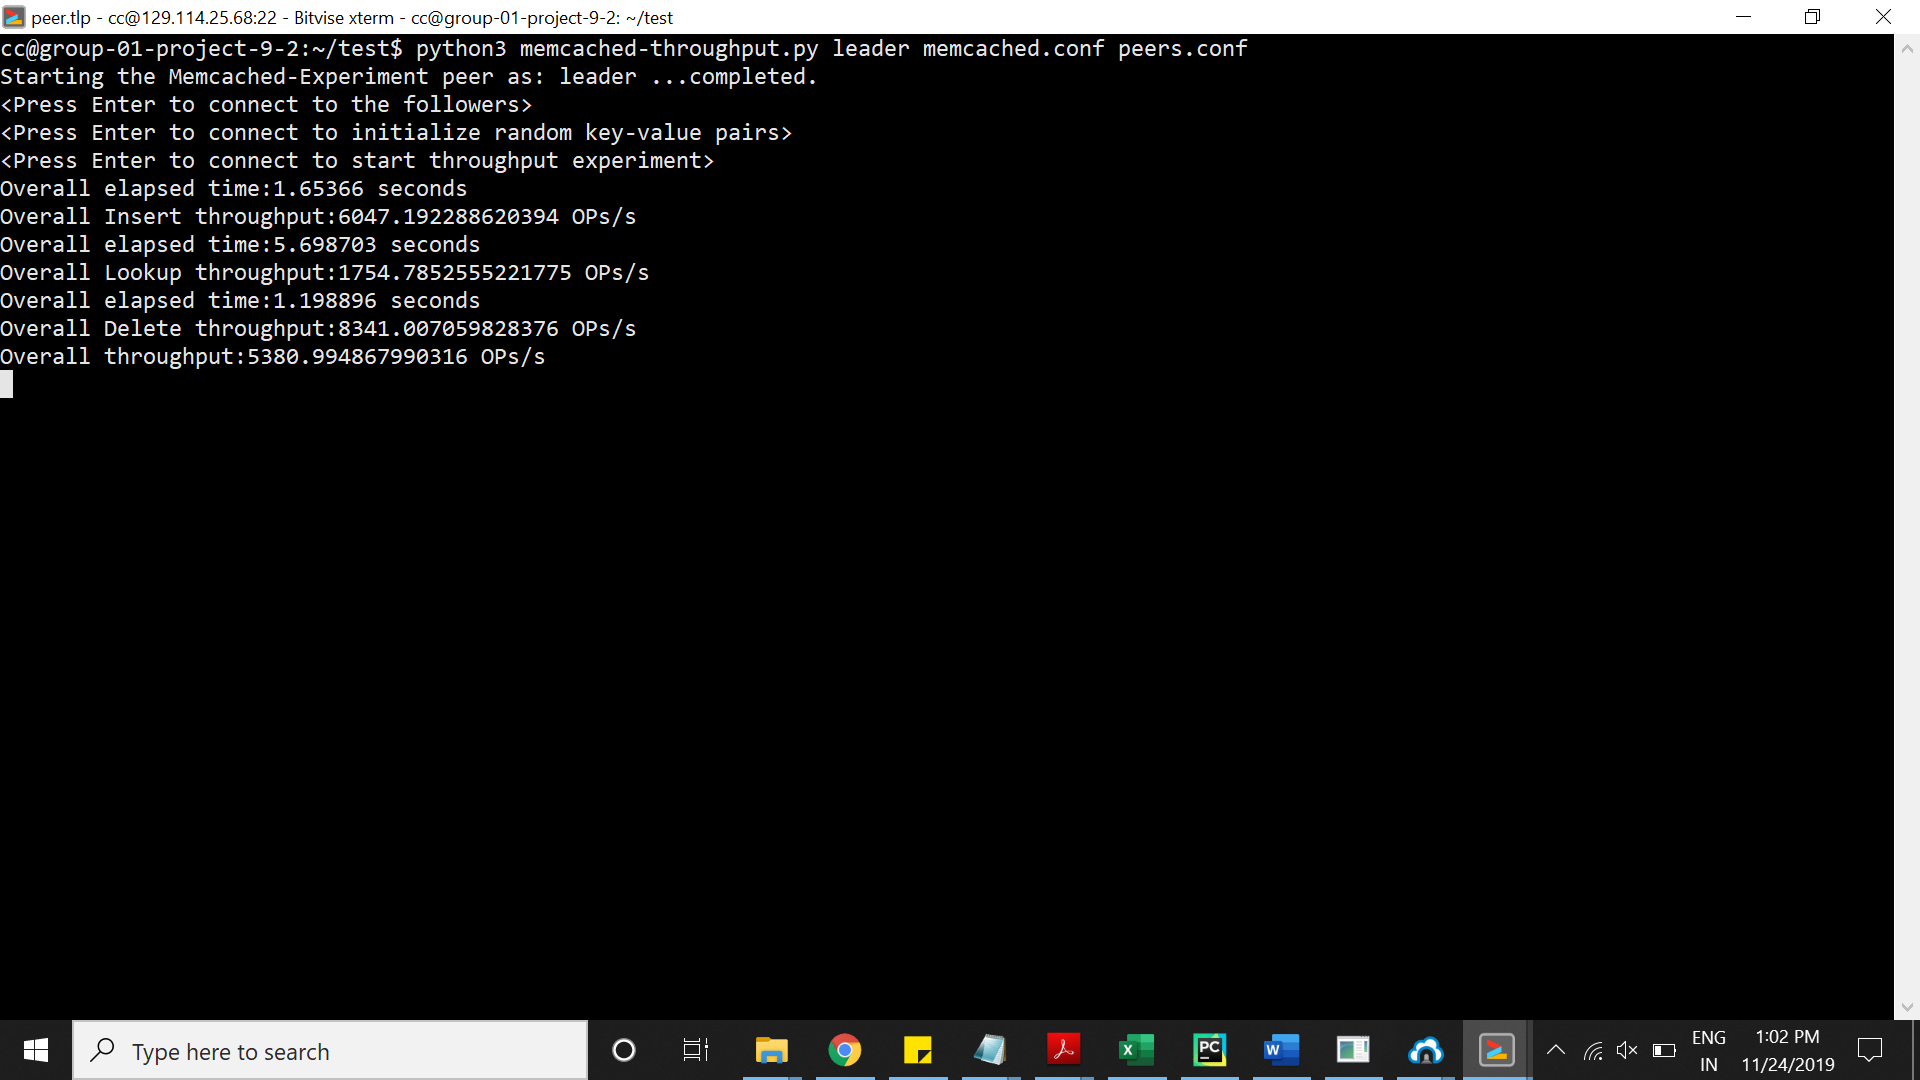 peer.tlp - cc@129.114.25.68:22 - Bitvise xterm - cc@group-01-project-9-2: ~/test
cc@group-01-project-9-2:~/test$ python3 memcached-throughput.py leader memcached.conf peers.conf
Starting the Memcached-Experiment peer as: leader ...completed.
<Press Enter to connect to the followers>
<Press Enter to connect to initialize random key-value pairs>
<Press Enter to connect to start throughput experiment>
Overall elapsed time:1.65366 seconds
Overall Insert throughput:6047.192288620394 OPs/s
Overall elapsed time:5.698703 seconds
Overall Lookup throughput:1754.7852555221775 OPs/s
Overall elapsed time:1.198896 seconds
Overall Delete throughput:8341.007059828376 OPs/s
Overall throughput:5380.994867990316 OPs/s
Type here to search
X
PC
W
ENG
IN
1:02 PM
11/24/2019